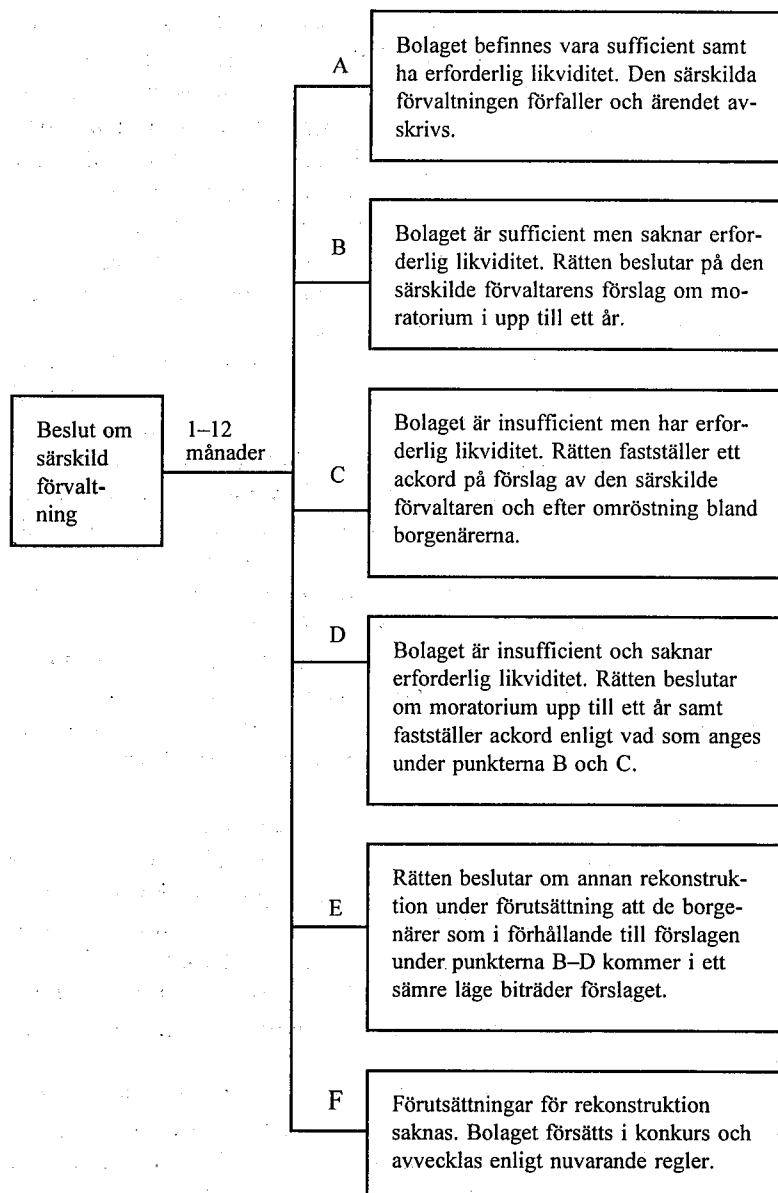 A
Bolaget befinnes vara sufficient samt
ha erforderlig likviditet. Den särskilda
förvaltningen förfaller och ärendet av-
skrivs.
B
Bolaget är sufficient men saknar erfor-
derlig likviditet. Rätten beslutar på den
särskilde förvaltarens förslag om mo-
ratorium i upp till ett år.
Beslut om
särskild
förvalt-
ning
1–12
månader
C
Bolaget är insufficient men har erfor-
derlig likviditet. Rätten fastställer ett
ackord på förslag av den särskilde
förvaltaren och efter omröstning bland
borgenärerna.
D
Bolaget är insufficient och saknar
erforderlig likviditet. Rätten beslutar
om moratorium upp till ett år samt
fastställer ackord enligt vad som anges
under punkterna B och C.
E
Rätten beslutar om annan rekonstruk-
tion under förutsättning att de borge-
närer som i förhållande till förslagen
under punkterna B–D kommer i ett
sämre läge biträder förslaget.
F
Förutsättningar för rekonstruktion
saknas. Bolaget försätts i konkurs och
avvecklas enligt nuvarande regler.